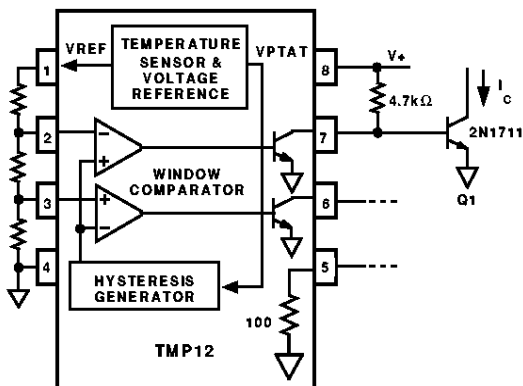 VREF
TEMPERATURE
SENSOR &
VOLTAGE
REFERENCE
VPTAT
1
2
3
4
8
7
6
5
V+
4.7kΩ
I C
2N1711
Q1
−
+
+
−
WINDOW
COMPARATOR
HYSTERESIS
GENERATOR
100
TMP12